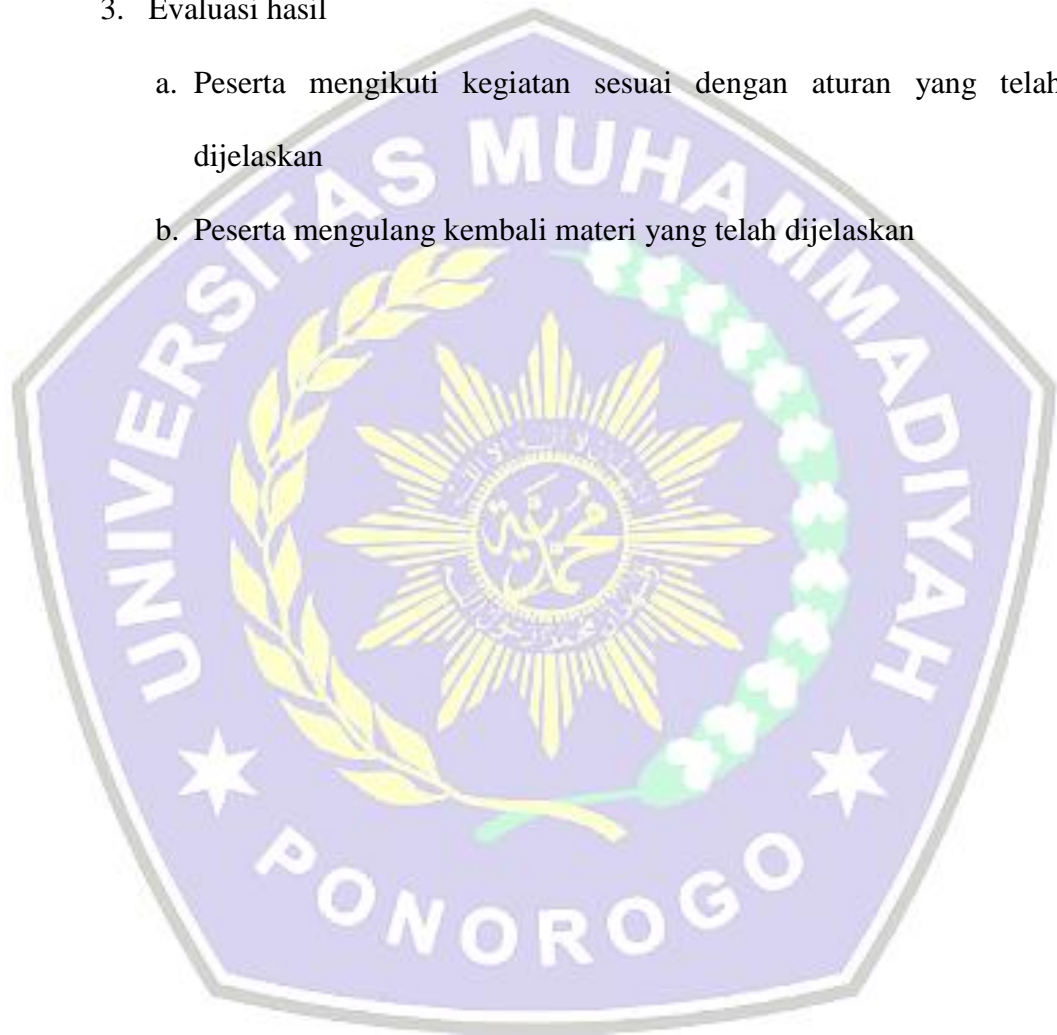 3. Evaluasi hasil
a. Peserta mengikuti kegiatan sesuai dengan aturan yang telah
dijelaskan
b. Peserta mengulang kembali materi yang telah dijelaskan
UNIVERSITAS MUHAMMADIYAH
PONOROGO